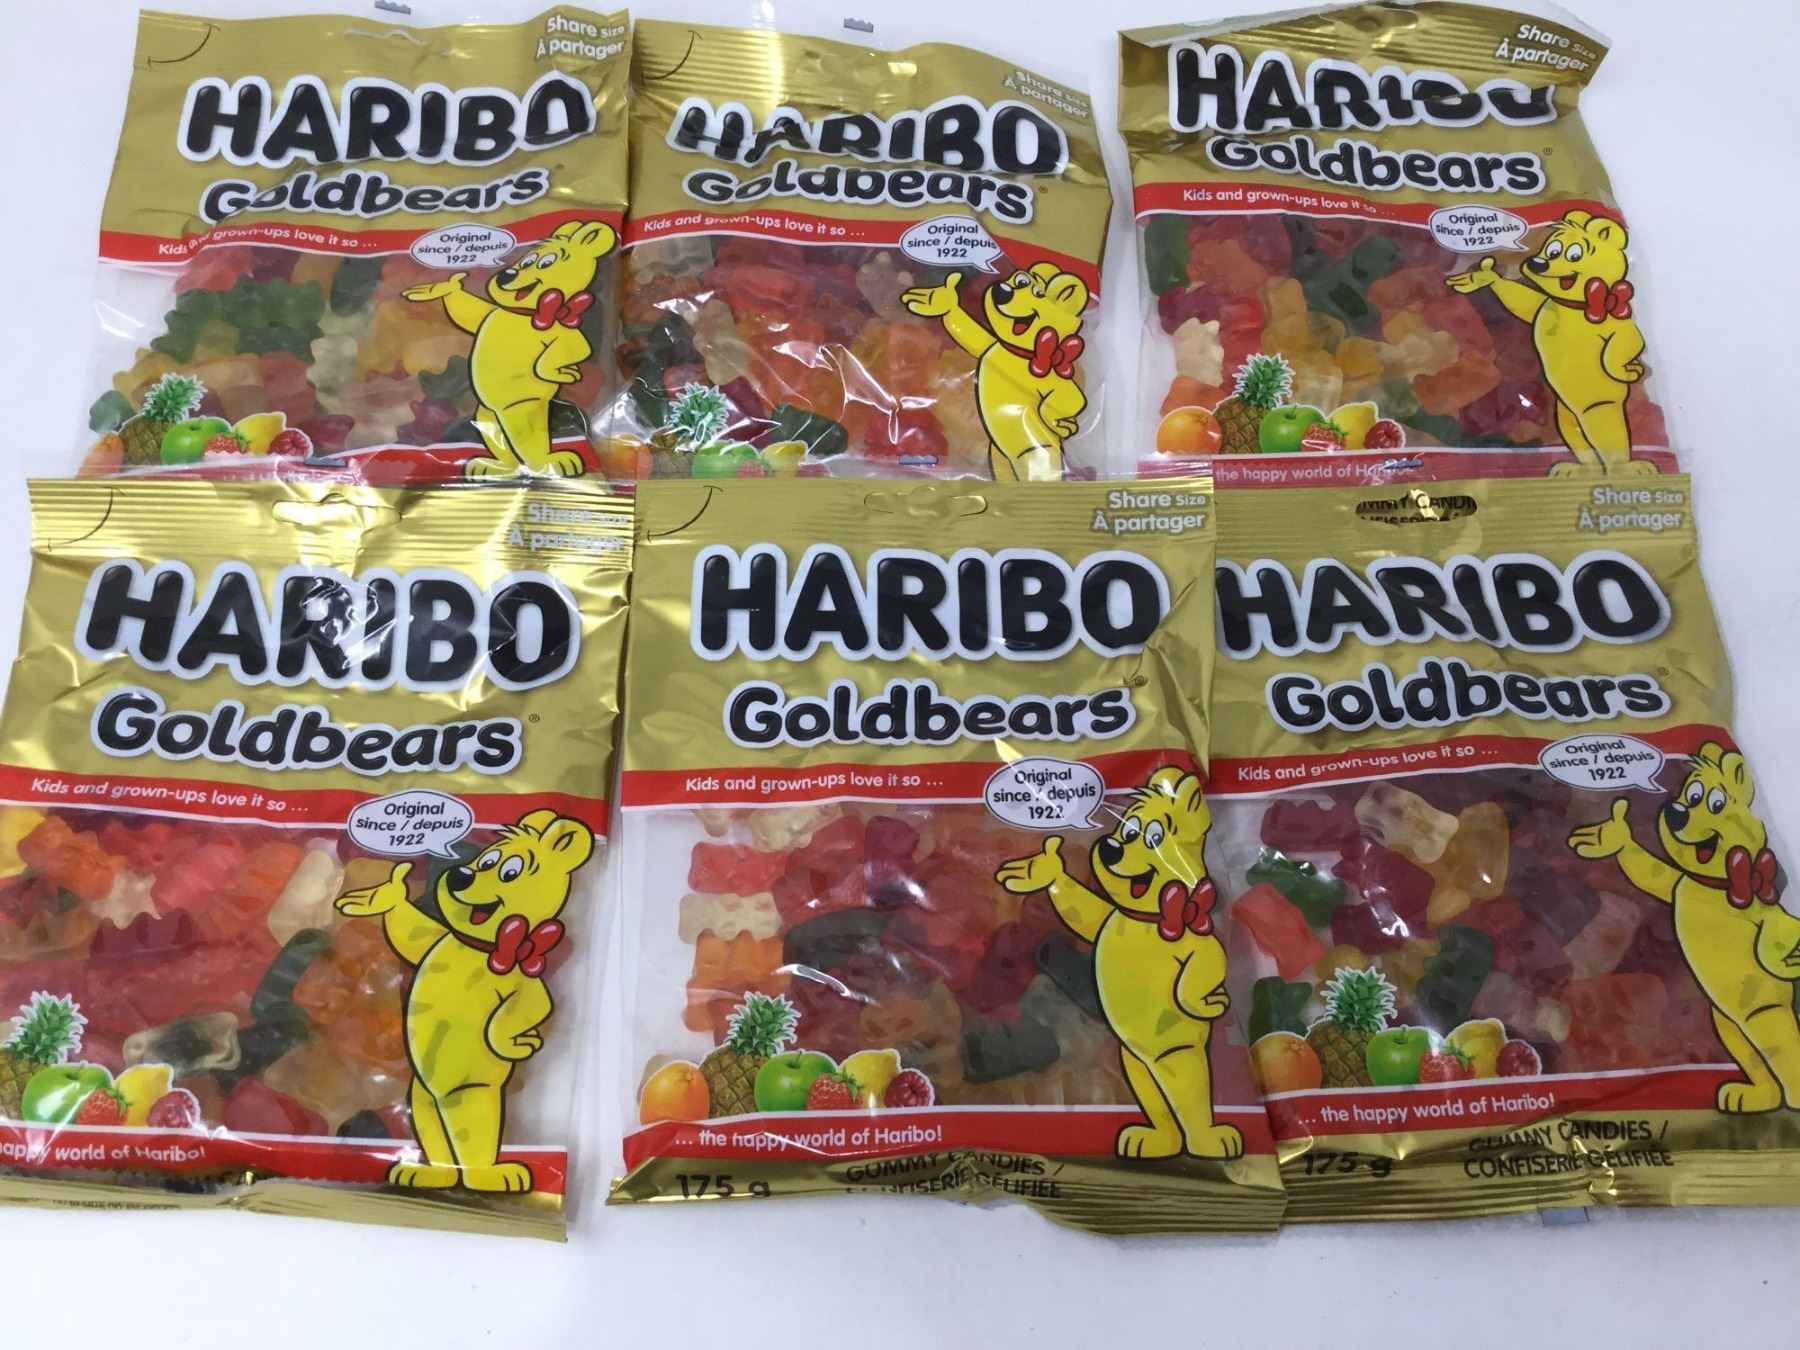 Share size
À partager
HARIBO
Goldbears®
Kids and grown-ups love it so ...
Original
since / depuis
1922
Share size
À partager
HARIBO
Goldbears®
Kids and grown-ups love it so ...
Original
since / depuis
1922
Share size
À partager
HARIBO
Goldbears®
Kids and grown-ups love it so ...
Original
since / depuis
1922
the happy world of Haribo
Share size
À partager
HARIBO
Goldbears®
Kids and grown-ups love it so ...
Original
since / depuis
1922
happy world of Haribo!
Share size
À partager
HARIBO
Goldbears®
Kids and grown-ups love it so ...
Original
since / depuis
1922
... the happy world of Haribo!
175 g
GUMMY CANDIES /
CONFISERIE GÉLIFIÉE
Share size
À partager
HARIBO
Goldbears®
Kids and grown-ups love it so ...
Original
since / depuis
1922
... the happy world of Haribo!
175 g
GUMMY CANDIES /
CONFISERIE GÉLIFIÉE